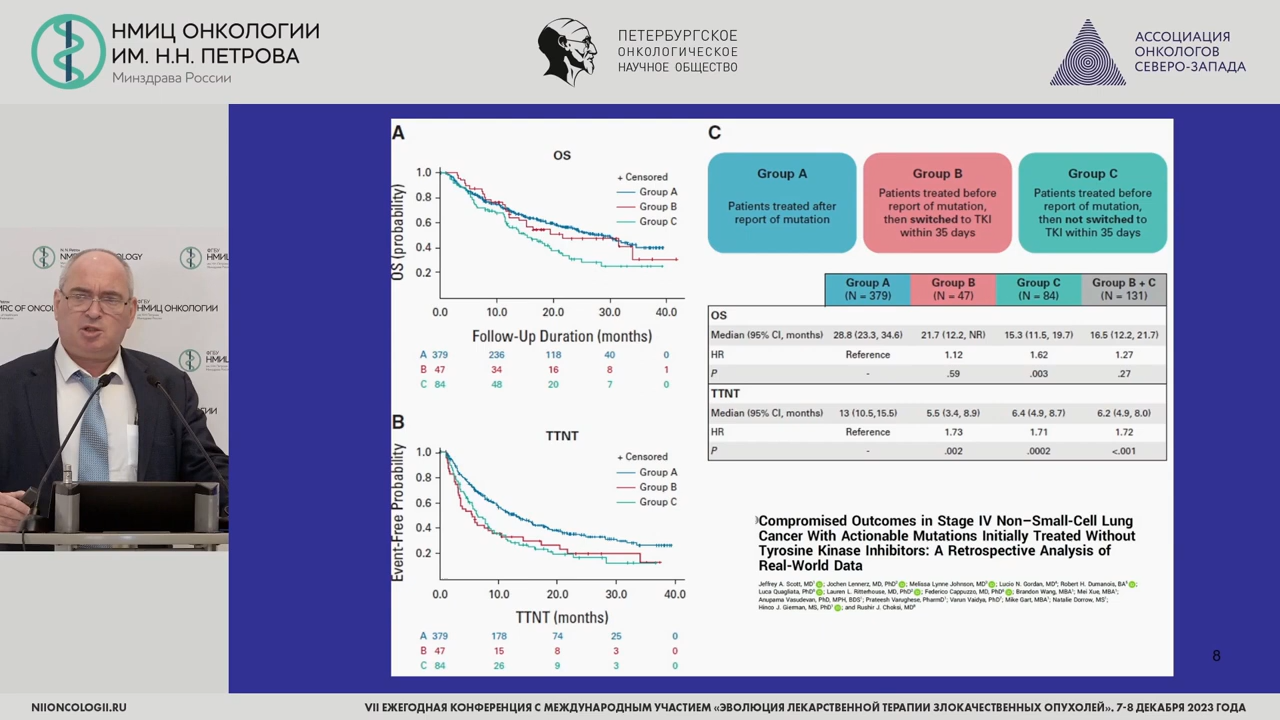 НМИЦ ОНКОЛОГИИ
ИМ. Н.Н. ПЕТРОВА
Минздрава России
ПЕТЕРБУРГСКОЕ
ОНКОЛОГИЧЕСКОЕ
НАУЧНОЕ ОБЩЕСТВО
АССОЦИАЦИЯ
ОНКОЛОГОВ
СЕВЕРО-ЗАПАДА
A
OS
+ Censored
Group A
Group B
Group C
OS (probability)
1.0
0.8
0.6
0.4
0.2
0.0 10.0 20.0 30.0 40.0
Follow-Up Duration (months)
A 379 236 118 40 0
B 47 34 16 8 1
C 84 48 20 7 0
B
TTNT
+ Censored
Group A
Group B
Group C
Event-Free Probability
1.0
0.8
0.6
0.4
0.2
0.0 10.0 20.0 30.0 40.0
TTNT (months)
A 379 178 74 25 0
B 47 15 8 3 0
C 84 26 9 3 0
C
Group A
Patients treated after
report of mutation
Group B
Patients treated before
report of mutation,
then switched to TKI
within 35 days
Group C
Patients treated before
report of mutation,
then not switched to
TKI within 35 days
Group A Group B Group C Group B + C
(N = 379) (N = 47) (N = 84) (N = 131)
OS
Median (95% CI, months) 28.8 (23.3, 34.6) 21.7 (12.2, NR) 15.3 (11.5, 19.7) 16.5 (12.2, 21.7)
HR Reference 1.12 1.62 1.27
P - .59 .003 .27
TTNT
Median (95% CI, months) 13 (10.5,15.5) 5.5 (3.4, 8.9) 6.4 (4.9, 8.7) 6.2 (4.9, 8.0)
HR Reference 1.73 1.71 1.72
P - .002 .0002 <.001
Compromised Outcomes in Stage IV Non–Small-Cell Lung
Cancer With Actionable Mutations Initially Treated Without
Tyrosine Kinase Inhibitors: A Retrospective Analysis of
Real-World Data
Jeffrey A. Scott, MD; Jochen Lennerz, MD, PhD; Melissa Lynne Johnson, MD; Lucio N. Gordan, MD; Robert H. Dumanois, BA;
Luca Quagliata, PhD; Lauren L. Ritterhouse, MD, PhD; Federico Cappuzzo, MD, PhD; Brandon Wang, MBA; Mei Xue, MBA;
Anupama Vasudevan, PhD, MPH, BDS; Prateesh Varughese, PharmD; Varun Vaidya, PhD; Mike Gart, MBA; Natalie Dorrow, MS;
Hinco J. Gierman, MS, PhD; and Rushir J. Choksi, MD
8
NIIONCOLOGII.RU
VII ЕЖЕГОДНАЯ КОНФЕРЕНЦИЯ С МЕЖДУНАРОДНЫМ УЧАСТИЕМ «ЭВОЛЮЦИЯ ЛЕКАРСТВЕННОЙ ТЕРАПИИ ЗЛОКАЧЕСТВЕННЫХ ОПУХОЛЕЙ». 7-8 ДЕКАБРЯ 2023 ГОДА